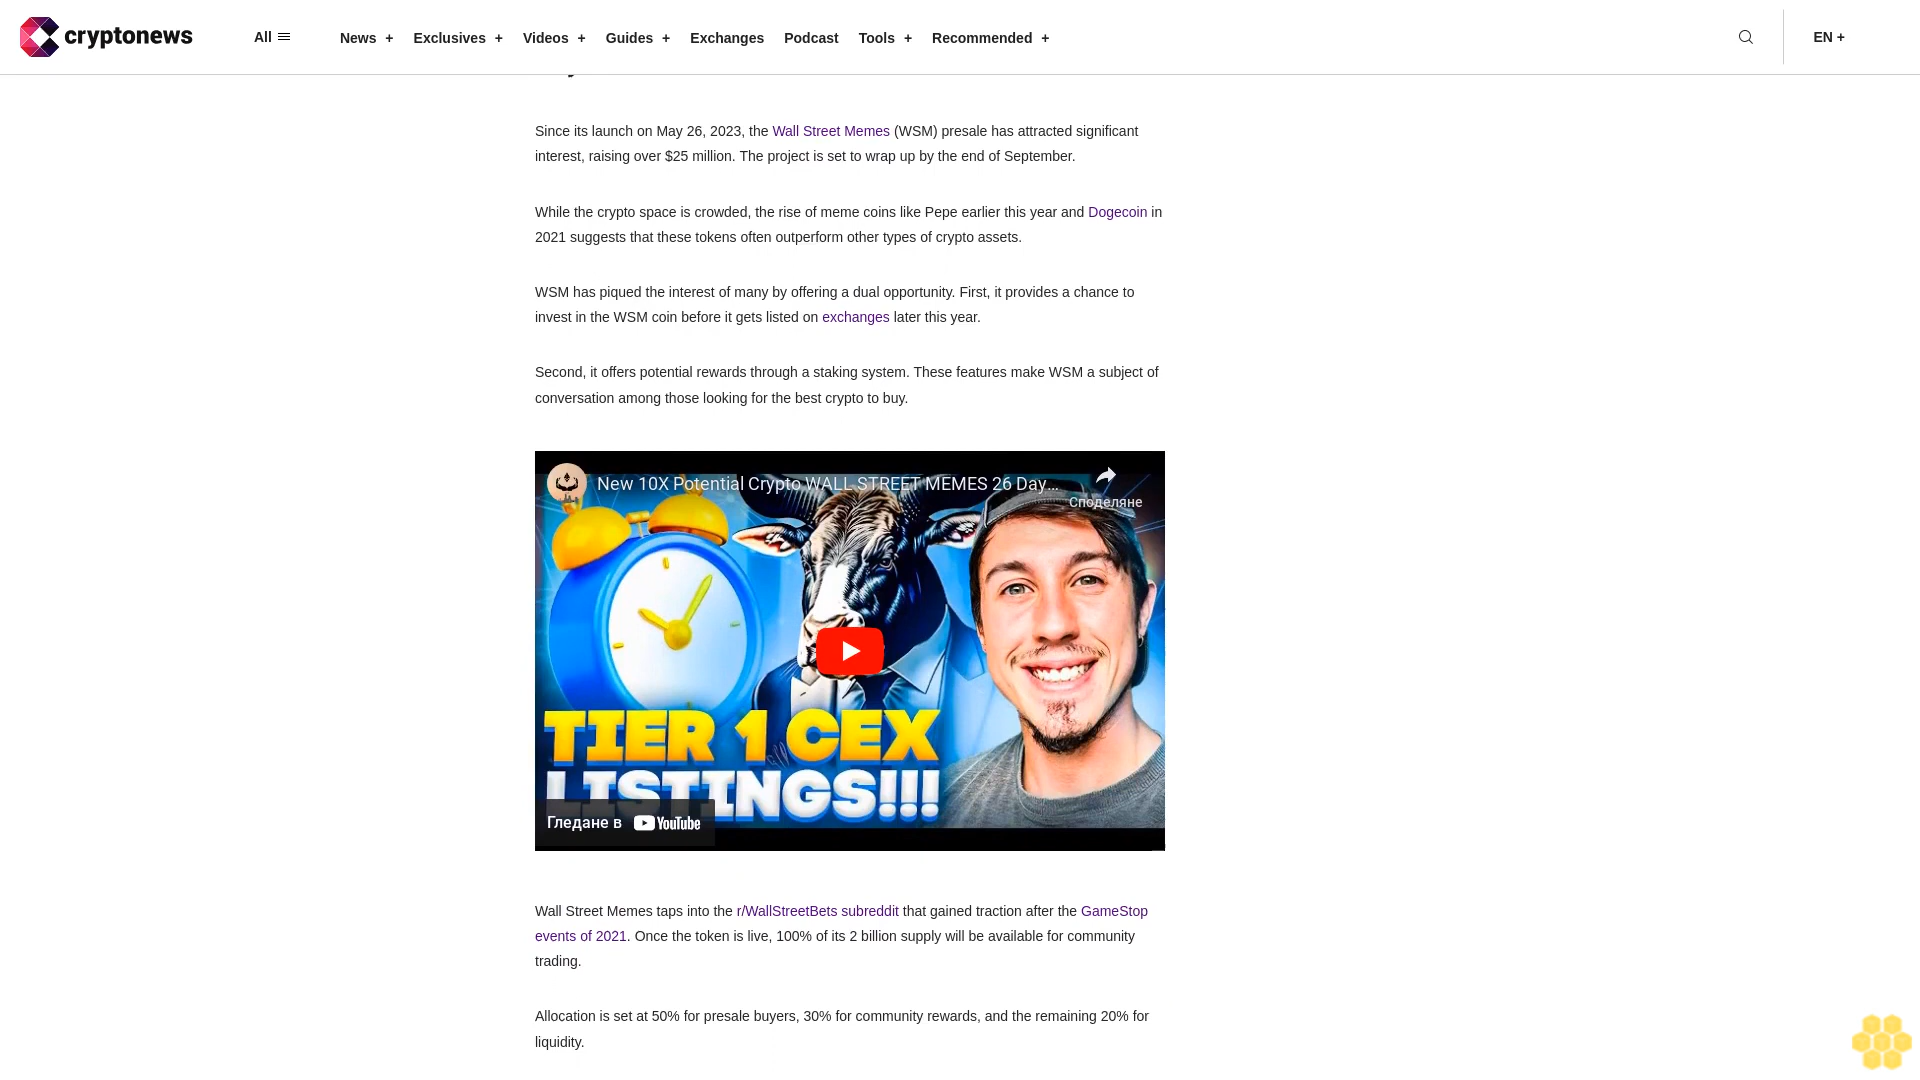 cryptonews
All
News + Exclusives + Videos + Guides + Exchanges Podcast Tools + Recommended +
EN +
Since its launch on May 26, 2023, the Wall Street Memes (WSM) presale has attracted significant
interest, raising over $25 million. The project is set to wrap up by the end of September.
While the crypto space is crowded, the rise of meme coins like Pepe earlier this year and Dogecoin in
2021 suggests that these tokens often outperform other types of crypto assets.
WSM has piqued the interest of many by offering a dual opportunity. First, it provides a chance to
invest in the WSM coin before it gets listed on exchanges later this year.
Second, it offers potential rewards through a staking system. These features make WSM a subject of
conversation among those looking for the best crypto to buy.
New 10X Potential Crypto WALL STREET MEMES 26 Day...
Споделяне
TIER 1 CEX
LISTINGS!!!
Гледане в YouTube
Wall Street Memes taps into the r/WallStreetBets subreddit that gained traction after the GameStop
events of 2021. Once the token is live, 100% of its 2 billion supply will be available for community
trading.
Allocation is set at 50% for presale buyers, 30% for community rewards, and the remaining 20% for
liquidity.